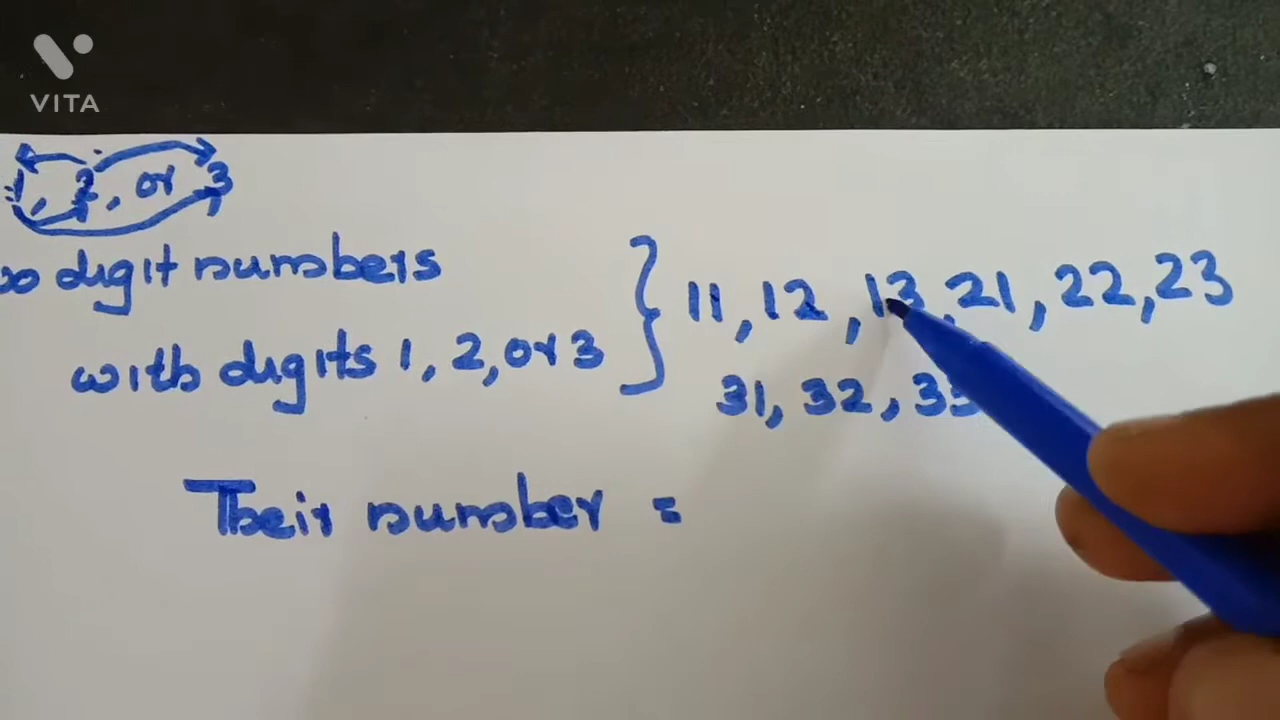 VITA
1, 2, or 3
digit numbers
with digits 1, 2, or 3
11, 12, 13, 21, 22, 23
31, 32, 33
Their number =